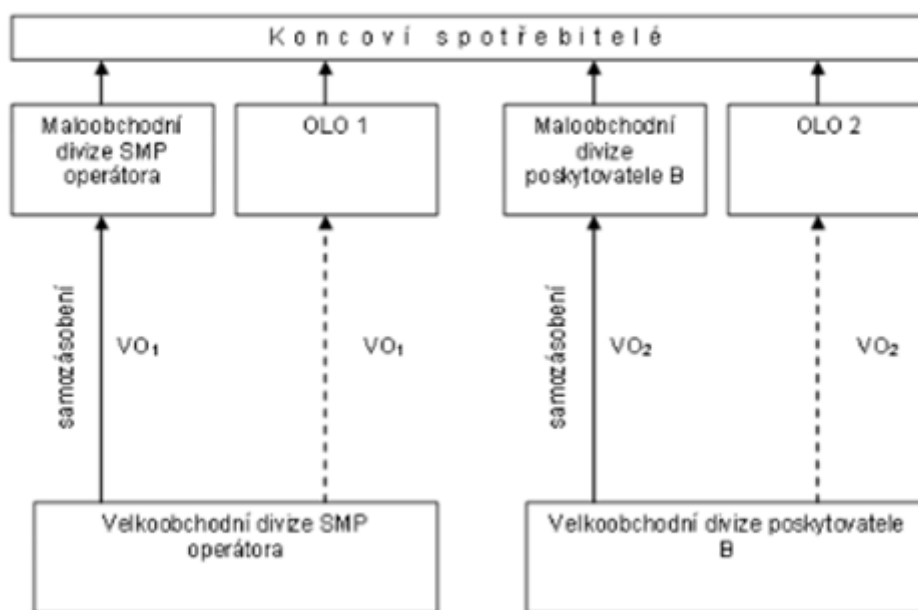 Koncoví spotřebitelé
Maloobchodní
divize SMP
operátora
OLO 1
Maloobchodní
divize
poskytovatele B
OLO 2
samozásobení
VO₁
VO₁
samozásobení
VO₂
VO₂
Velkoobchodní divize SMP
operátora
Velkoobchodní divize poskytovatele
B